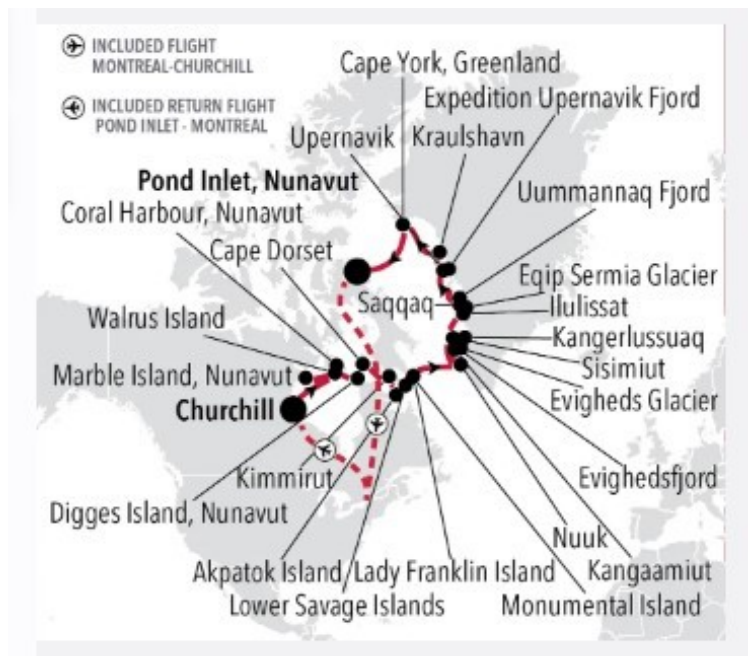 INCLUDED FLIGHT
MONTREAL-CHURCHILL
INCLUDED RETURN FLIGHT
POND INLET - MONTREAL
Cape York, Greenland
Expedition Upernavik Fjord
Upernavik
Kraulshavn
Pond Inlet, Nunavut
Uummannaq Fjord
Coral Harbour, Nunavut
Cape Dorset
Eqip Sermia Glacier
Saqqaq
Ilulissat
Walrus Island
Kangerlussuaq
Sisimiut
Marble Island, Nunavut
Evigheds Glacier
Churchill
Kimmirut
Evighedsfjord
Digges Island, Nunavut
Nuuk
Akpatok Island
Lady Franklin Island
Kangaamiut
Lower Savage Islands
Monumental Island